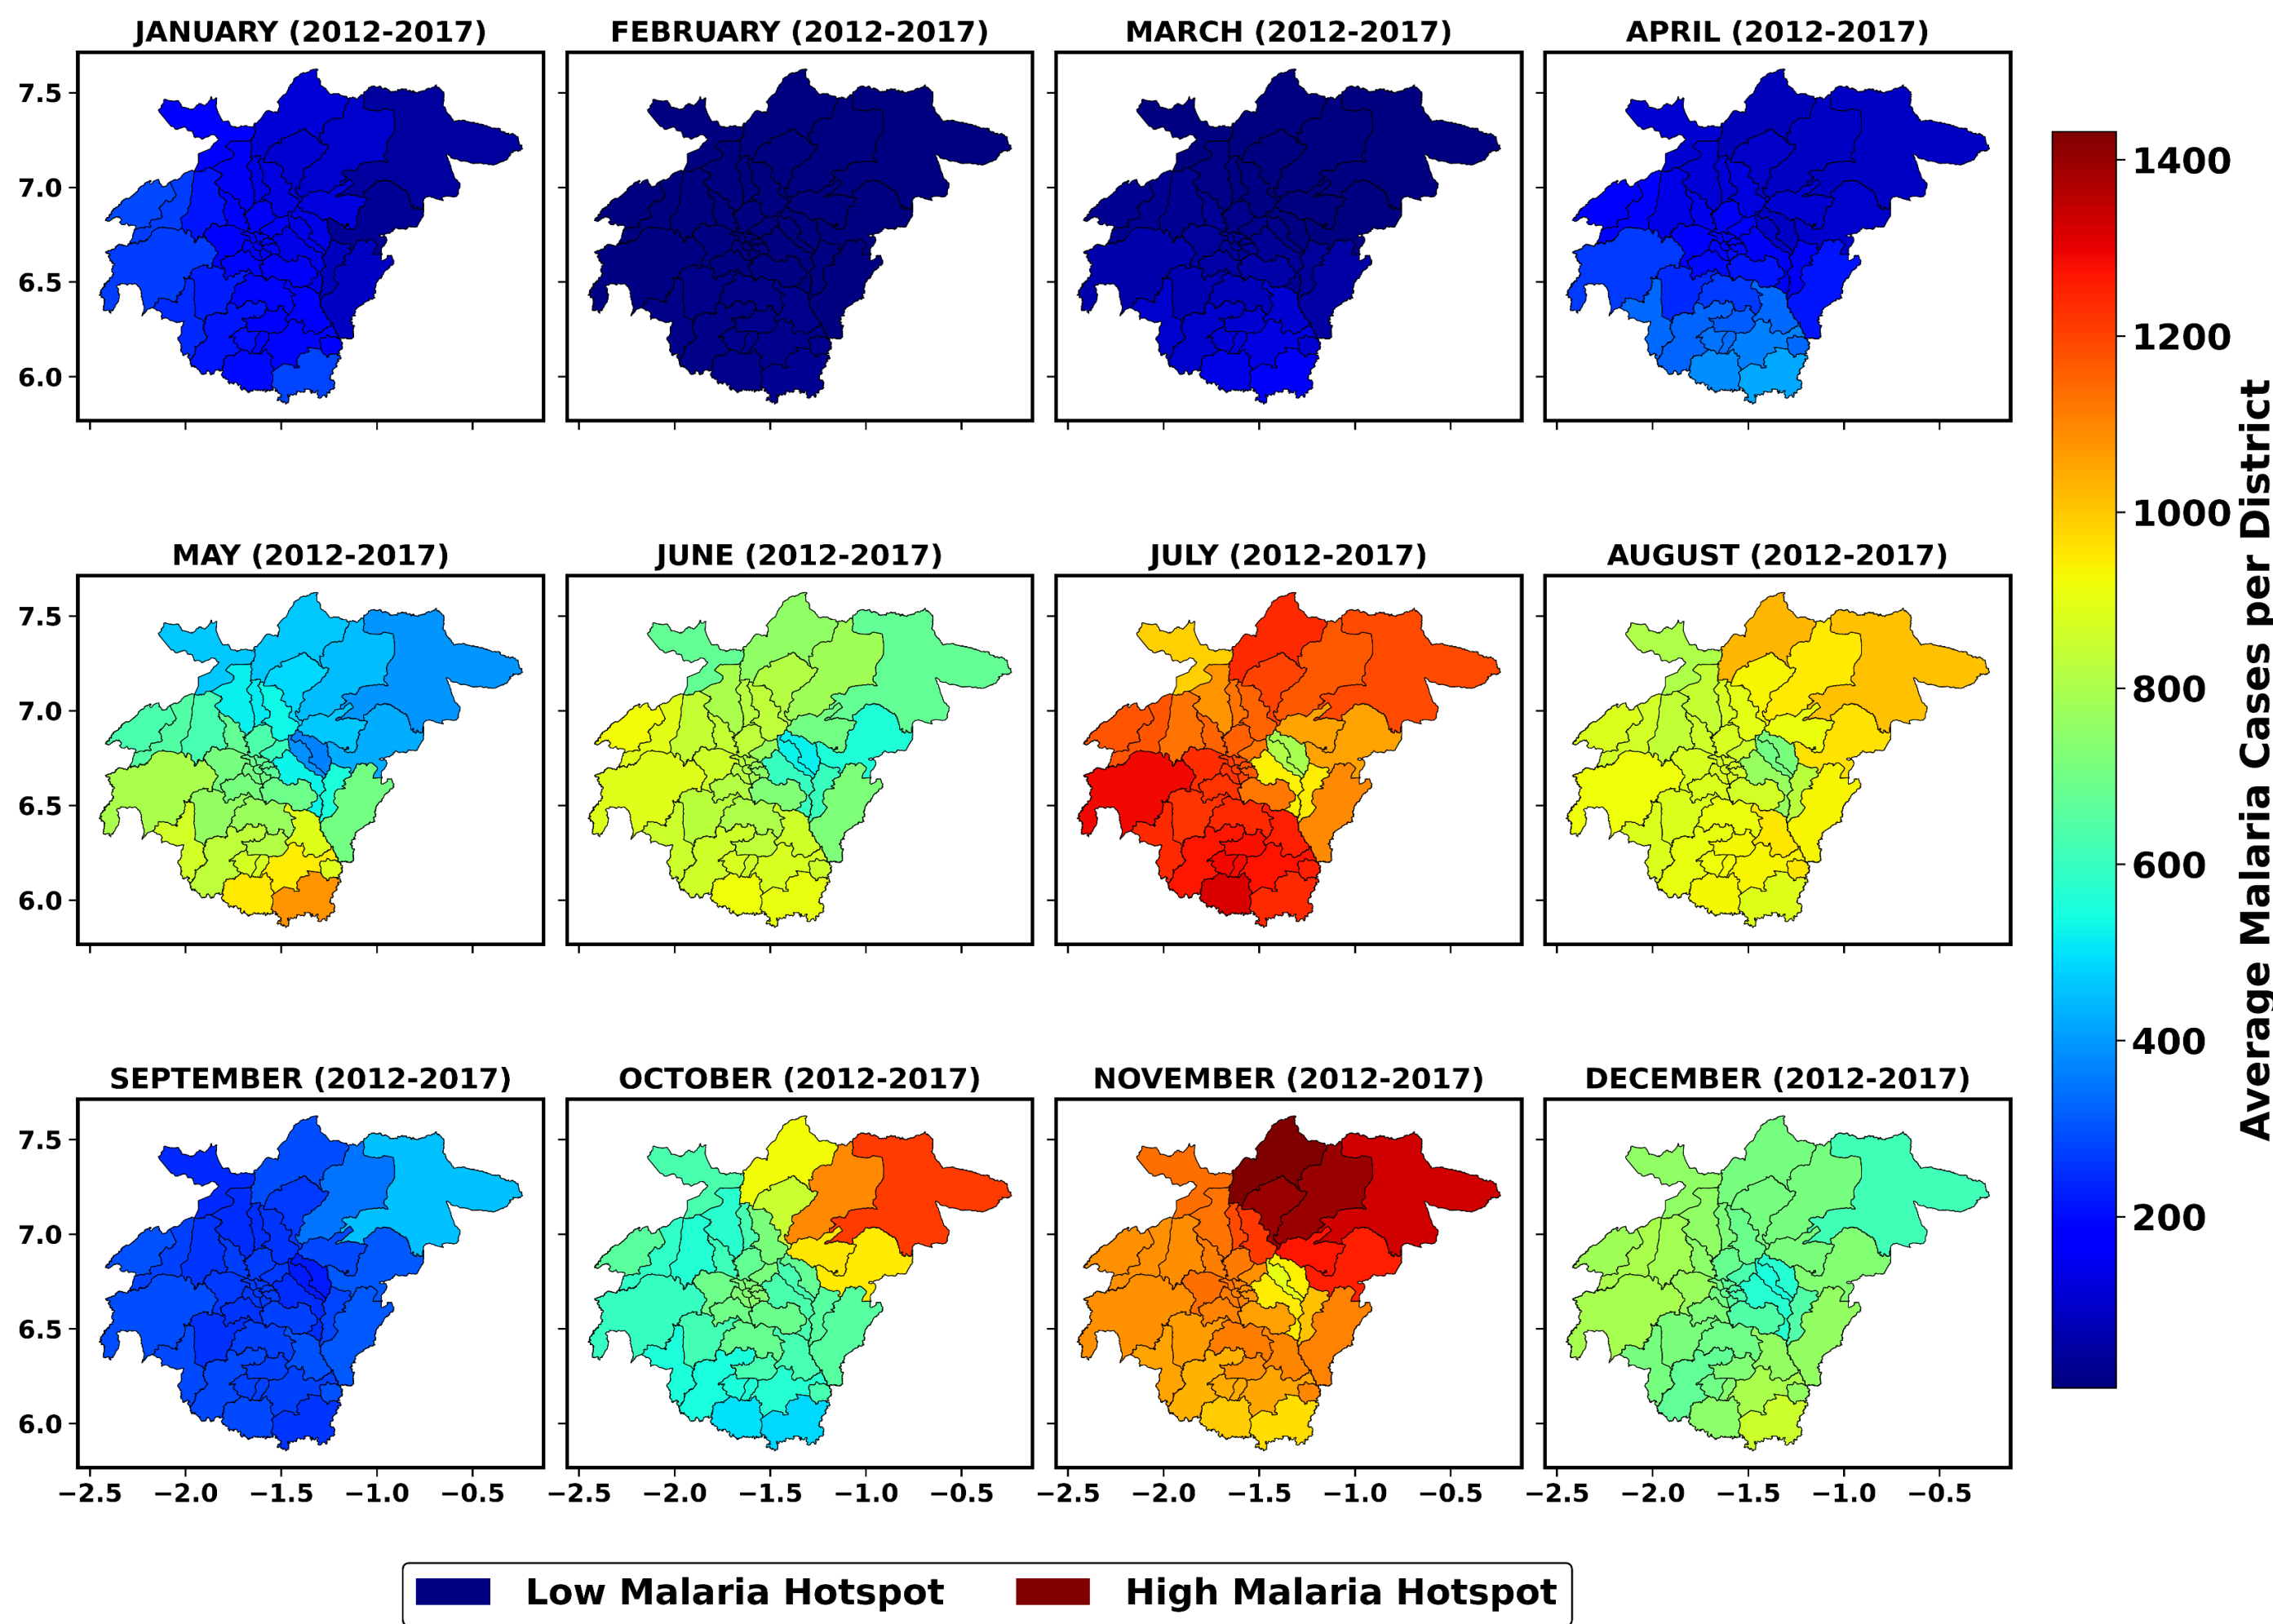 JANUARY (2012-2017)
FEBRUARY (2012-2017)
MARCH (2012-2017)
APRIL (2012-2017)
7.5
7.0
6.5
6.0
MAY (2012-2017)
JUNE (2012-2017)
JULY (2012-2017)
AUGUST (2012-2017)
7.5
7.0
6.5
6.0
SEPTEMBER (2012-2017)
OCTOBER (2012-2017)
NOVEMBER (2012-2017)
DECEMBER (2012-2017)
7.5
7.0
6.5
6.0
−2.5 −2.0 −1.5 −1.0 −0.5
−2.5 −2.0 −1.5 −1.0 −0.5
−2.5 −2.0 −1.5 −1.0 −0.5
−2.5 −2.0 −1.5 −1.0 −0.5
1400
1200
1000
800
600
400
200
Average Malaria Cases per District
Low Malaria Hotspot
High Malaria Hotspot